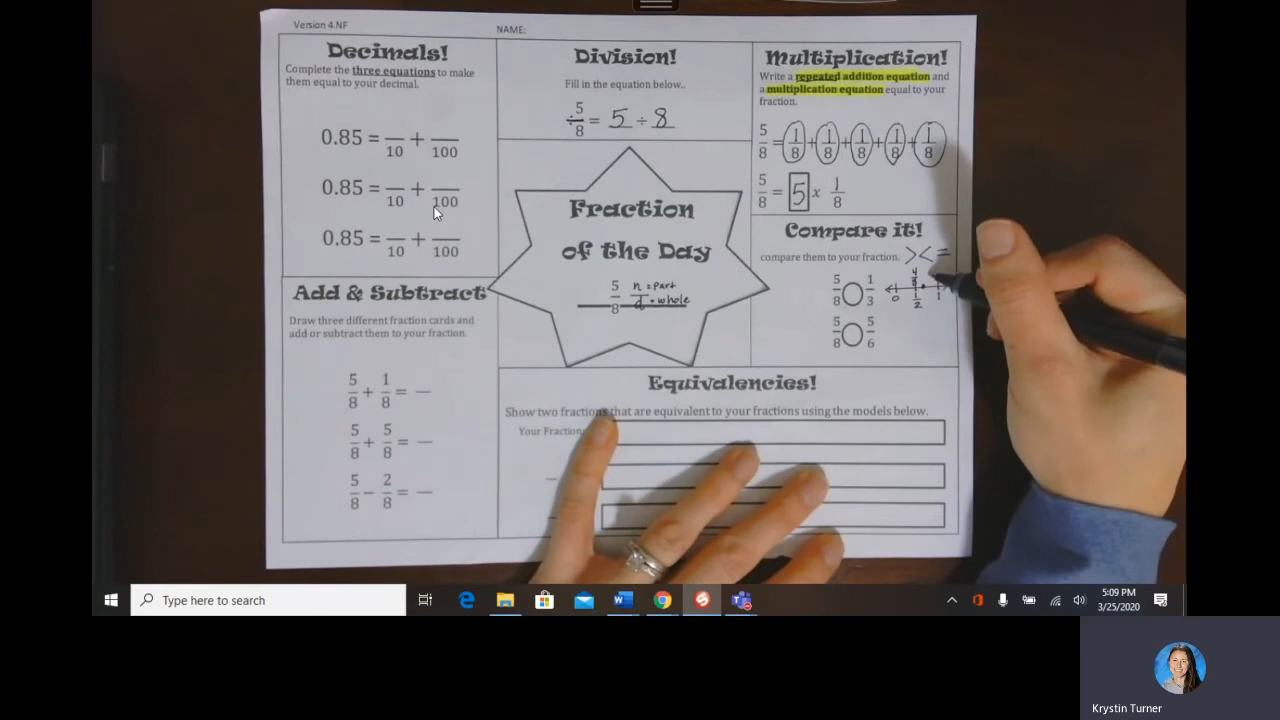 Version 4.NF
NAME:
Decimals!
Complete the three equations to make
them equal to your decimal.
0.85 = /10 + /100
0.85 = /10 + /100
0.85 = /10 + /100
Division!
Fill in the equation below..
÷ 5/8 = 5 ÷ 8
Multiplication!
Write a repeated addition equation and
a multiplication equation equal to your
fraction.
5/8 = 1/8 + 1/8 + 1/8 + 1/8 + 1/8
5/8 = 5 x 1/8
Fraction
of the Day
5/8 n = part
d = whole
Compare it!
compare them to your fraction. > < =
5/8 1/3
4/8
0 1/2 1
5/8 5/6
Add & Subtract
Draw three different fraction cards and
add or subtract them to your fraction.
5/8 + 1/8 = —
5/8 + 5/8 = —
5/8 − 2/8 = —
Equivalencies!
Show two fractions that are equivalent to your fractions using the models below.
Your Fraction
Type here to search
5:09 PM
3/25/2020
Krystin Turner